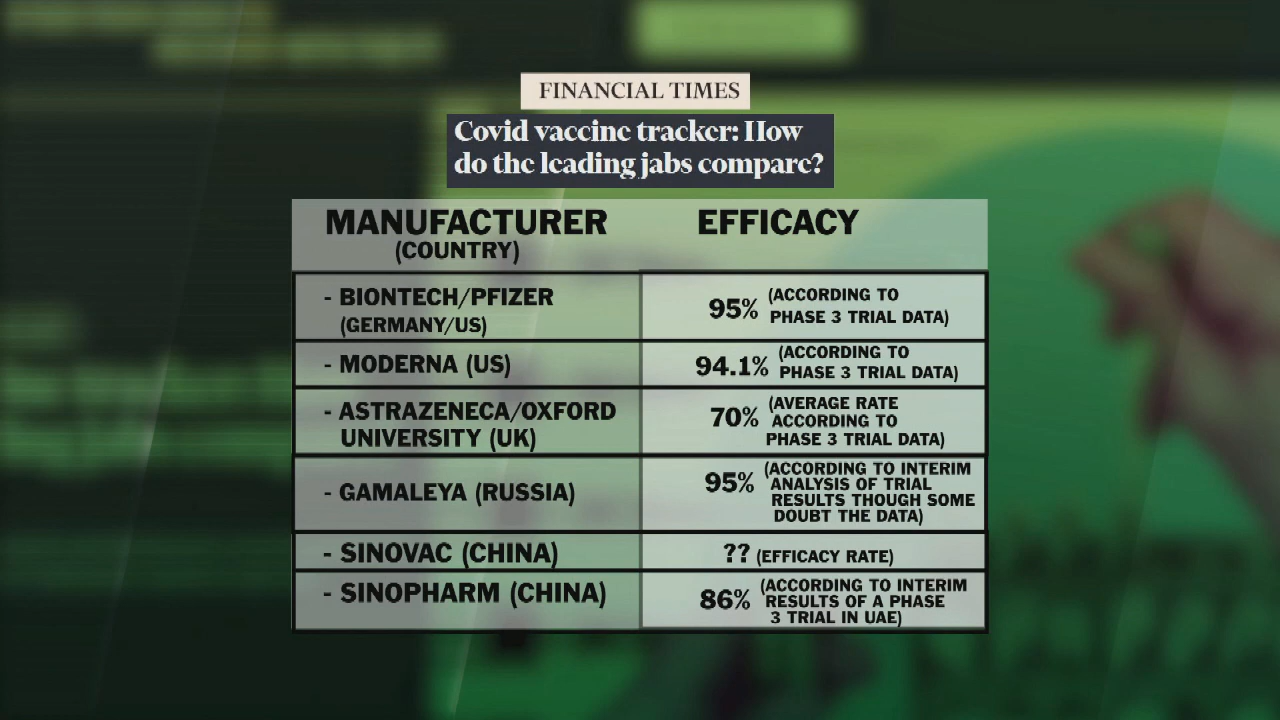 FINANCIAL TIMES
Covid vaccine tracker: How
do the leading jabs compare?
MANUFACTURER
(COUNTRY)
EFFICACY
- BIONTECH/PFIZER
(GERMANY/US)
95% (ACCORDING TO
PHASE 3 TRIAL DATA)
- MODERNA (US)
94.1% (ACCORDING TO
PHASE 3 TRIAL DATA)
- ASTRAZENECA/OXFORD
UNIVERSITY (UK)
70% (AVERAGE RATE
ACCORDING TO
PHASE 3 TRIAL DATA)
- GAMALEYA (RUSSIA)
95% (ACCORDING TO INTERIM
ANALYSIS OF TRIAL
RESULTS THOUGH SOME
DOUBT THE DATA)
- SINOVAC (CHINA)
?? (EFFICACY RATE)
- SINOPHARM (CHINA)
86% (ACCORDING TO INTERIM
RESULTS OF A PHASE
3 TRIAL IN UAE)